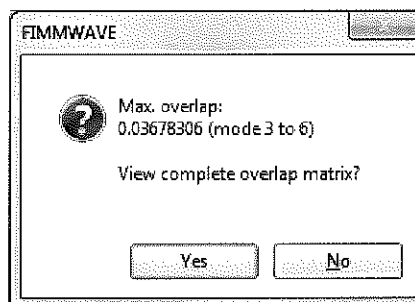 FIMMWAVE
?
Max. overlap:
0.03678306 (mode 3 to 6)
View complete overlap matrix?
Yes
No